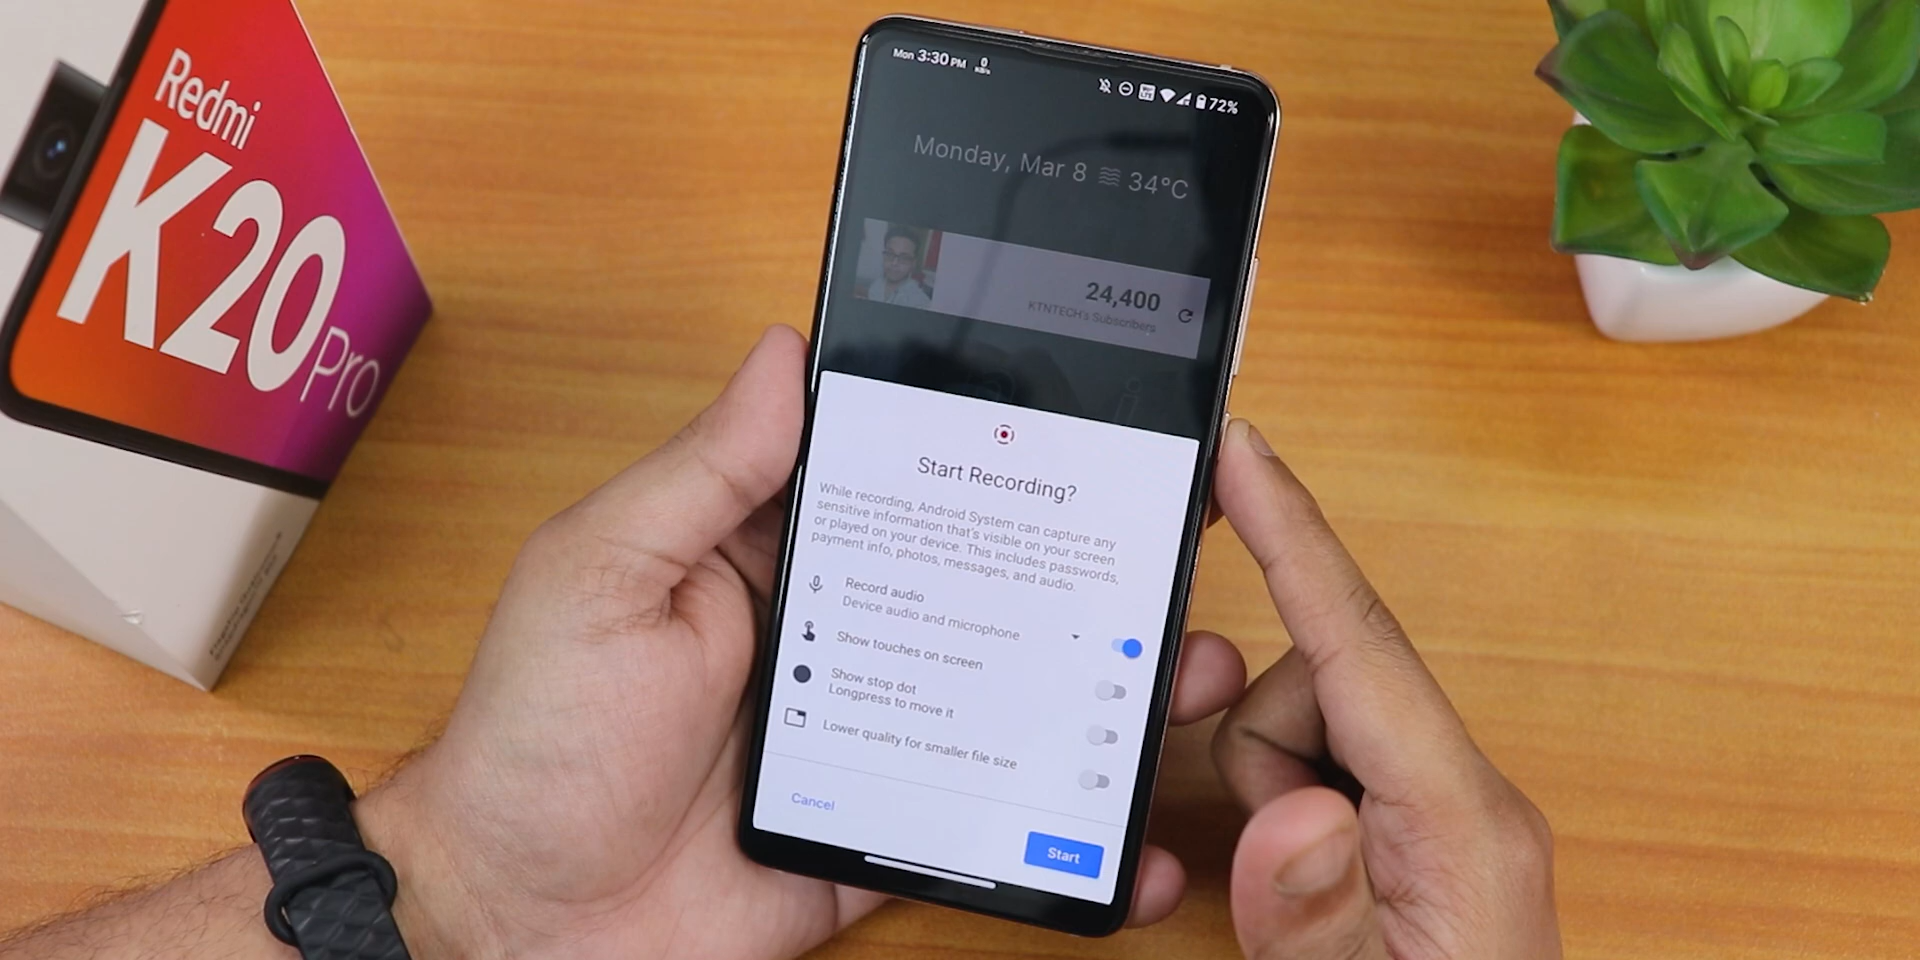 Redmi
K20 Pro
Mon 3:30 PM
0
KB/s
72%
Monday, Mar 8 34°C
24,400
KTNTECH's Subscribers
Start Recording?
While recording, Android System can capture any
sensitive information that's visible on your screen
or played on your device. This includes passwords,
payment info, photos, messages, and audio.
Record audio
Device audio and microphone
Show touches on screen
Show stop dot
Longpress to move it
Lower quality for smaller file size
Cancel
Start